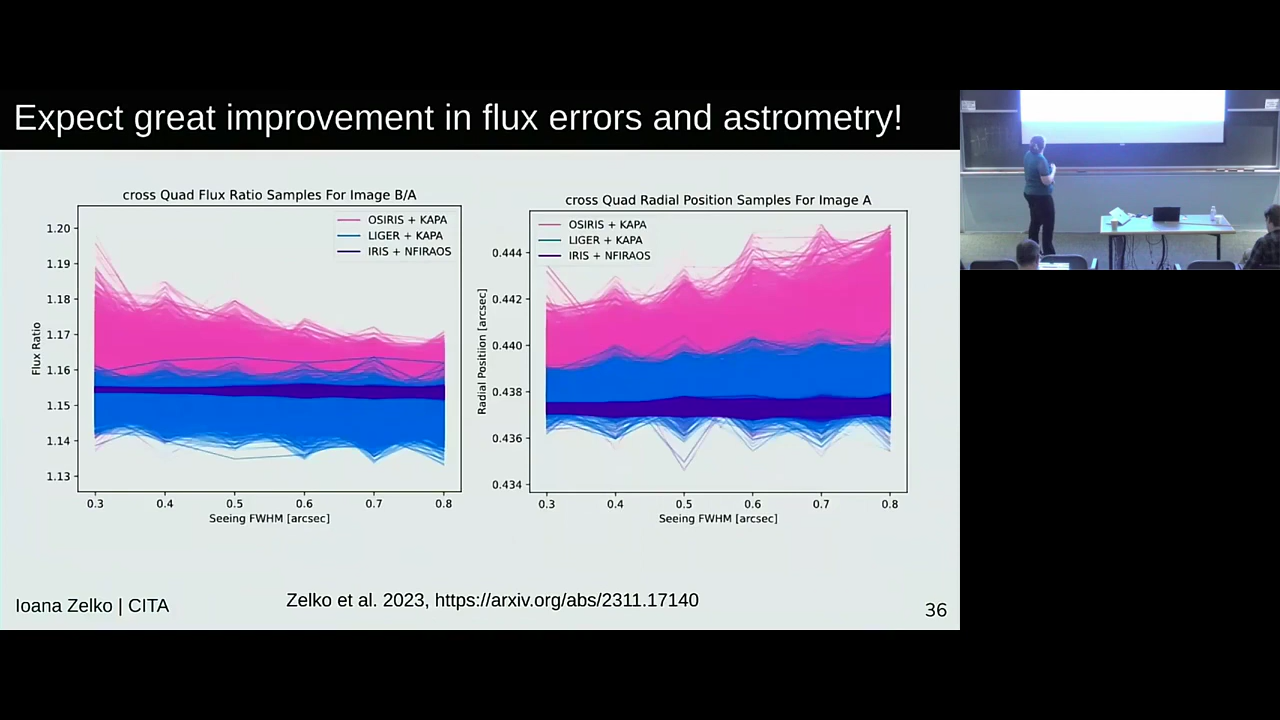 Expect great improvement in flux errors and astrometry!
cross Quad Flux Ratio Samples For Image B/A
OSIRIS + KAPA
LIGER + KAPA
IRIS + NFIRAOS
Flux Ratio
1.20
1.19
1.18
1.17
1.16
1.15
1.14
1.13
0.3 0.4 0.5 0.6 0.7 0.8
Seeing FWHM [arcsec]
cross Quad Radial Position Samples For Image A
OSIRIS + KAPA
LIGER + KAPA
IRIS + NFIRAOS
Radial Positiion [arcsec]
0.444
0.442
0.440
0.438
0.436
0.434
0.3 0.4 0.5 0.6 0.7 0.8
Seeing FWHM [arcsec]
Ioana Zelko | CITA
Zelko et al. 2023, https://arxiv.org/abs/2311.17140
36